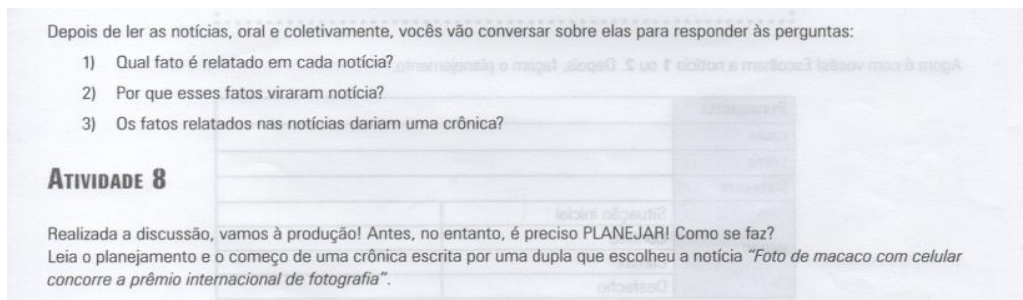 Depois de ler as notícias, oral e coletivamente, vocês vão conversar sobre elas para responder às perguntas:
1) Qual fato é relatado em cada notícia?
2) Por que esses fatos viraram notícia?
3) Os fatos relatados nas notícias dariam uma crônica?
ATIVIDADE 8
Realizada a discussão, vamos à produção! Antes, no entanto, é preciso PLANEJAR! Como se faz?
Leia o planejamento e o começo de uma crônica escrita por uma dupla que escolheu a notícia “Foto de macaco com celular
concorre a prêmio internacional de fotografia”.